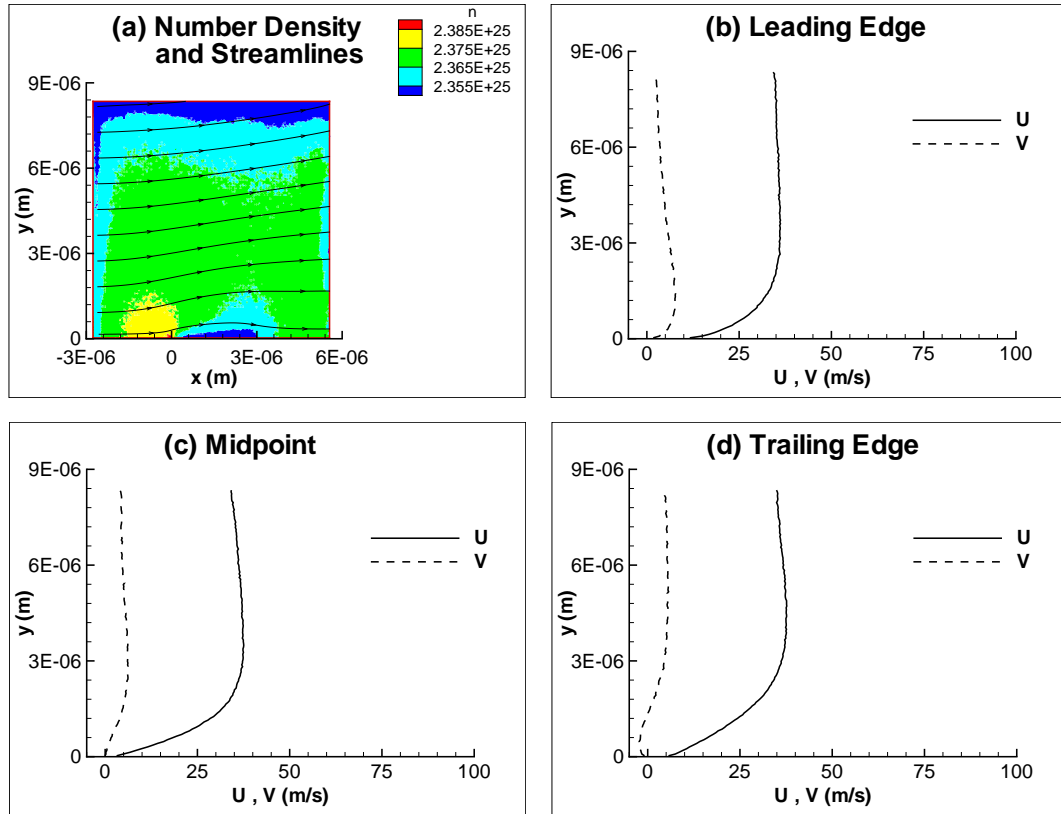 (a) Number Density
and Streamlines
n
2.385E+25
2.375E+25
2.365E+25
2.355E+25
9E-06
6E-06
3E-06
0
y (m)
-3E-06 0 3E-06 6E-06
x (m)
(b) Leading Edge
U
V
9E-06
6E-06
3E-06
0
y (m)
0 25 50 75 100
U , V (m/s)
(c) Midpoint
U
V
9E-06
6E-06
3E-06
0
y (m)
0 25 50 75 100
U , V (m/s)
(d) Trailing Edge
U
V
9E-06
6E-06
3E-06
0
y (m)
0 25 50 75 100
U , V (m/s)